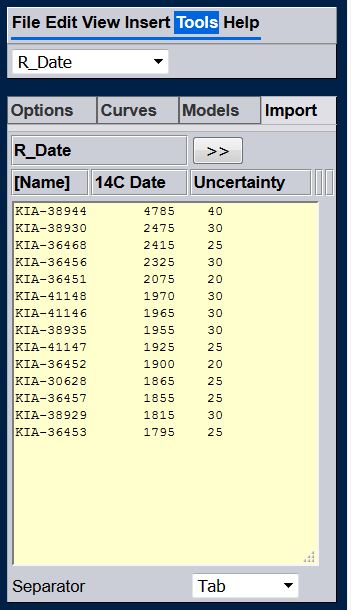 File Edit View Insert Tools Help
R_Date
Options Curves Models Import
R_Date >>
[Name] 14C Date Uncertainty
KIA-38944 4785 40
KIA-38930 2475 30
KIA-36468 2415 25
KIA-36456 2325 30
KIA-36451 2075 20
KIA-41148 1970 30
KIA-41146 1965 30
KIA-38935 1955 30
KIA-41147 1925 25
KIA-36452 1900 20
KIA-30628 1865 25
KIA-36457 1855 25
KIA-38929 1815 30
KIA-36453 1795 25
Separator Tab